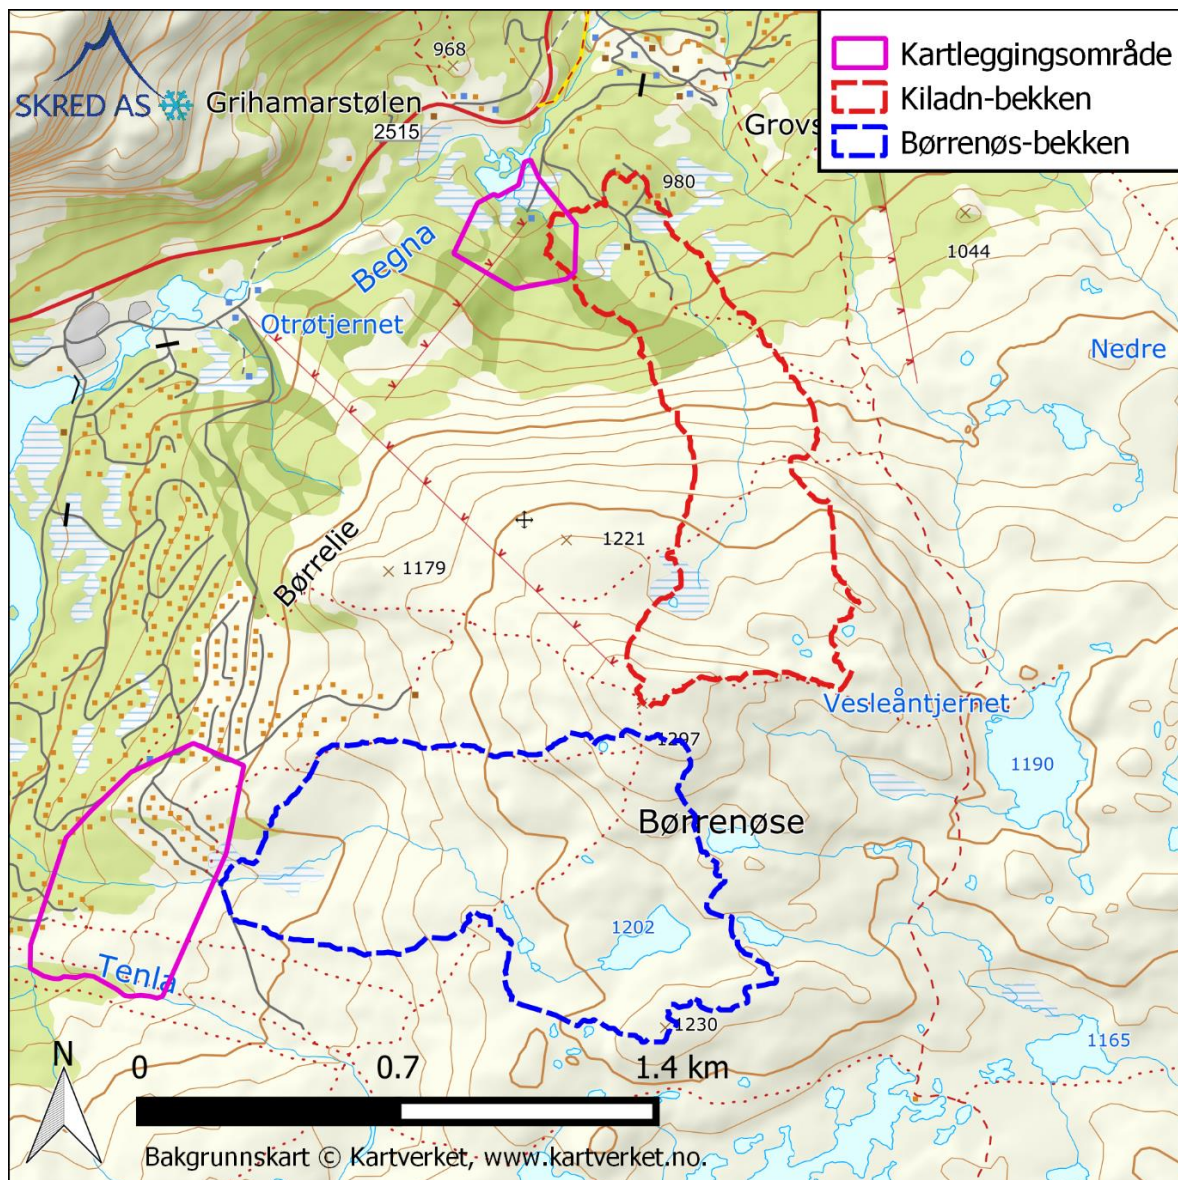 Kartleggingsområde
Kiladn-bekken
Børrenøs-bekken
SKRED AS
Grihamarstølen
968
2515
980
1044
Begna
Otrøtjernet
Nedre
Børrelie
1179
1221
1297
Vesleåntjernet
1190
Børrenøse
1202
Tenla
1230
1165
N
0 0.7 1.4 km
Bakgrunnskart © Kartverket, www.kartverket.no.